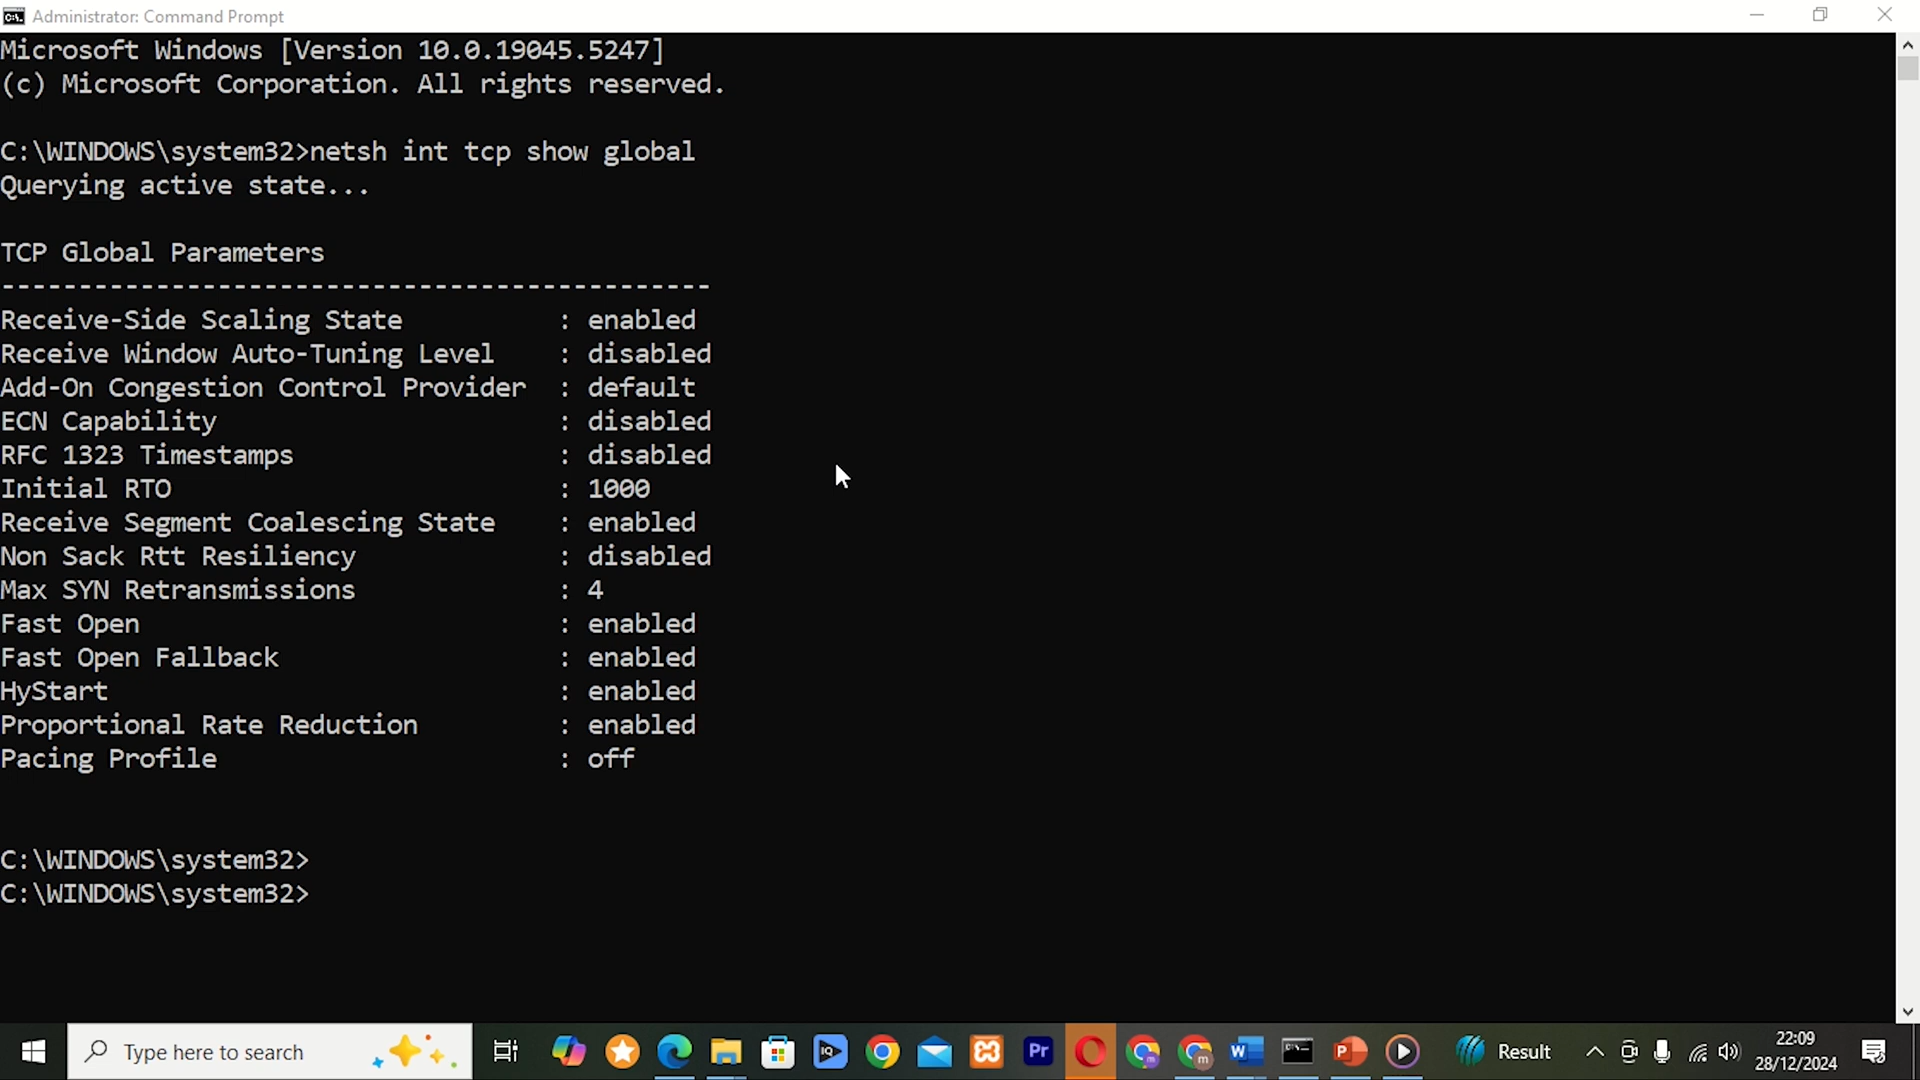 Administrator: Command Prompt
Microsoft Windows [Version 10.0.19045.5247]
(c) Microsoft Corporation. All rights reserved.
C:\WINDOWS\system32>netsh int tcp show global
Querying active state...
TCP Global Parameters
----------------------------------------------
Receive-Side Scaling State          : enabled
Receive Window Auto-Tuning Level    : disabled
Add-On Congestion Control Provider  : default
ECN Capability                      : disabled
RFC 1323 Timestamps                 : disabled
Initial RTO                         : 1000
Receive Segment Coalescing State    : enabled
Non Sack Rtt Resiliency             : disabled
Max SYN Retransmissions             : 4
Fast Open                           : enabled
Fast Open Fallback                  : enabled
HyStart                             : enabled
Proportional Rate Reduction         : enabled
Pacing Profile                      : off
C:\WINDOWS\system32>
C:\WINDOWS\system32>
Type here to search
IQ
Pr
Result
22:09
28/12/2024